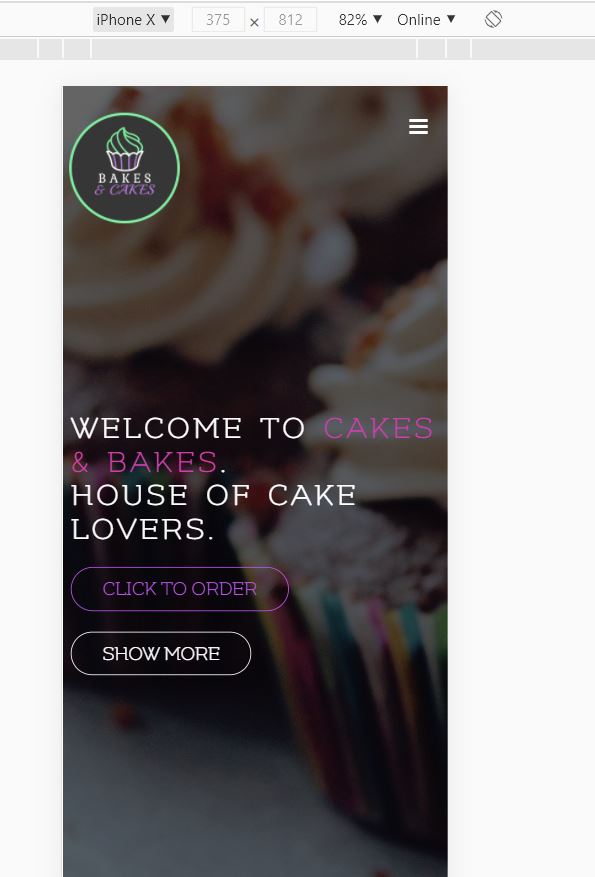 iPhone X ▼ 375 × 812 82% ▼ Online ▼
BAKES
& CAKES
WELCOME TO CAKES
& BAKES.
HOUSE OF CAKE
LOVERS.
CLICK TO ORDER
SHOW MORE